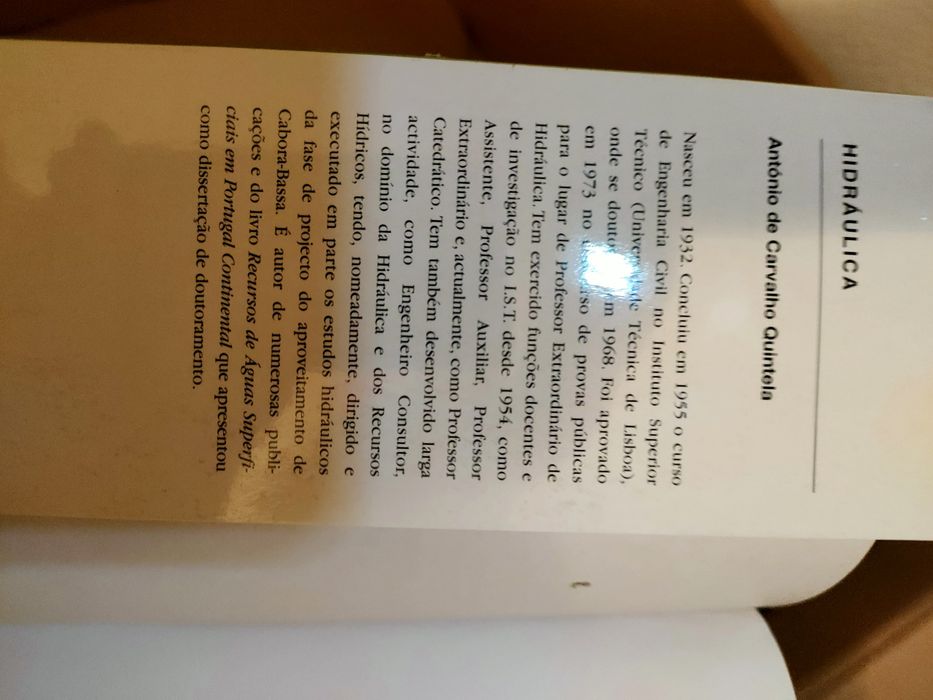 HIDRÁULICA
António de Carvalho Quintela
Nasceu em 1932. Concluiu em 1955 o curso
de Engenharia Civil no Instituto Superior
Técnico (Universidade Técnica de Lisboa),
onde se doutorou em 1968. Foi aprovado
em 1973 no concurso de provas públicas
para o lugar de Professor Extraordinário de
Hidráulica. Tem exercido funções docentes e
de investigação no I.S.T. desde 1954, como
Assistente, Professor Auxiliar, Professor
Extraordinário e, actualmente, como Professor
Catedrático. Tem também desenvolvido larga
actividade, como Engenheiro Consultor,
no domínio da Hidráulica e dos Recursos
Hídricos, tendo, nomeadamente, dirigido e
executado em parte os estudos hidráulicos
da fase de projecto do aproveitamento de
Cabora-Bassa. É autor de numerosas publi-
cações e do livro Recursos de Águas Superfi-
ciais em Portugal Continental que apresentou
como dissertação de doutoramento.